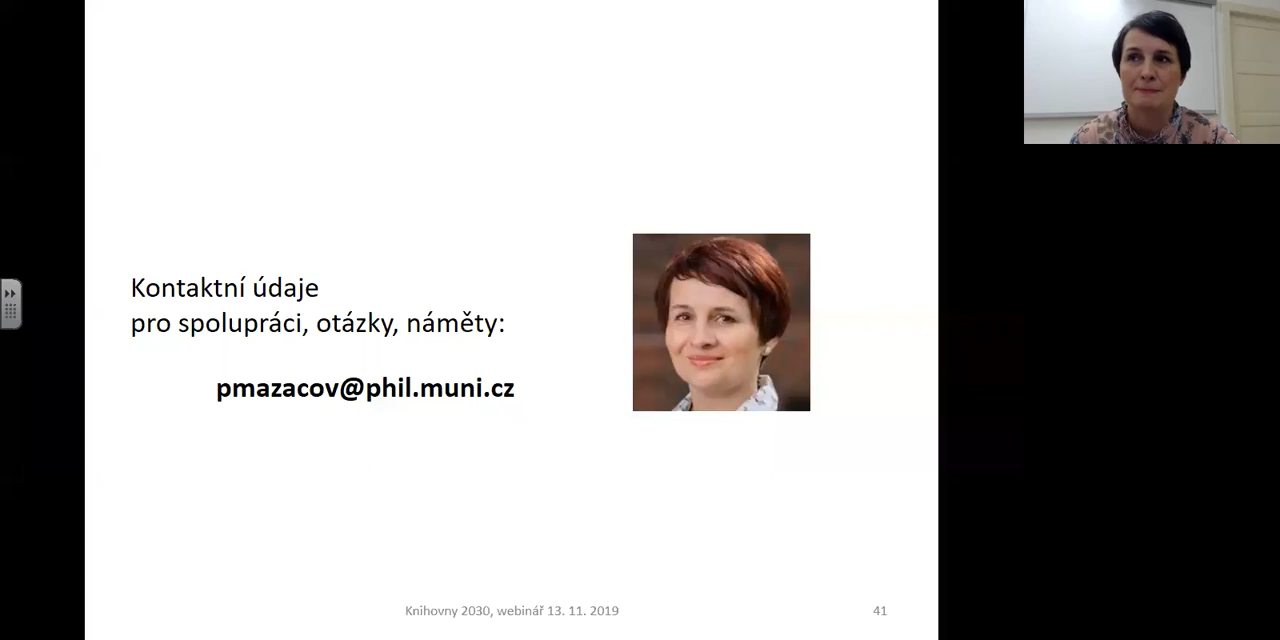 Kontaktní údaje
pro spolupráci, otázky, náměty:
pmazacov@phil.muni.cz
Knihovny 2030, webinář 13. 11. 2019
41